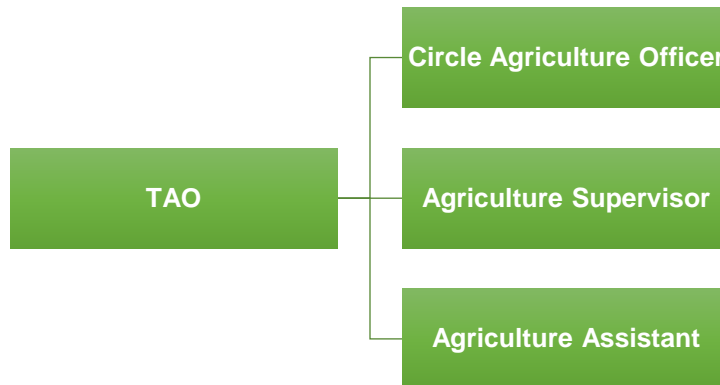 Circle Agriculture Officer
TAO
Agriculture Supervisor
Agriculture Assistant